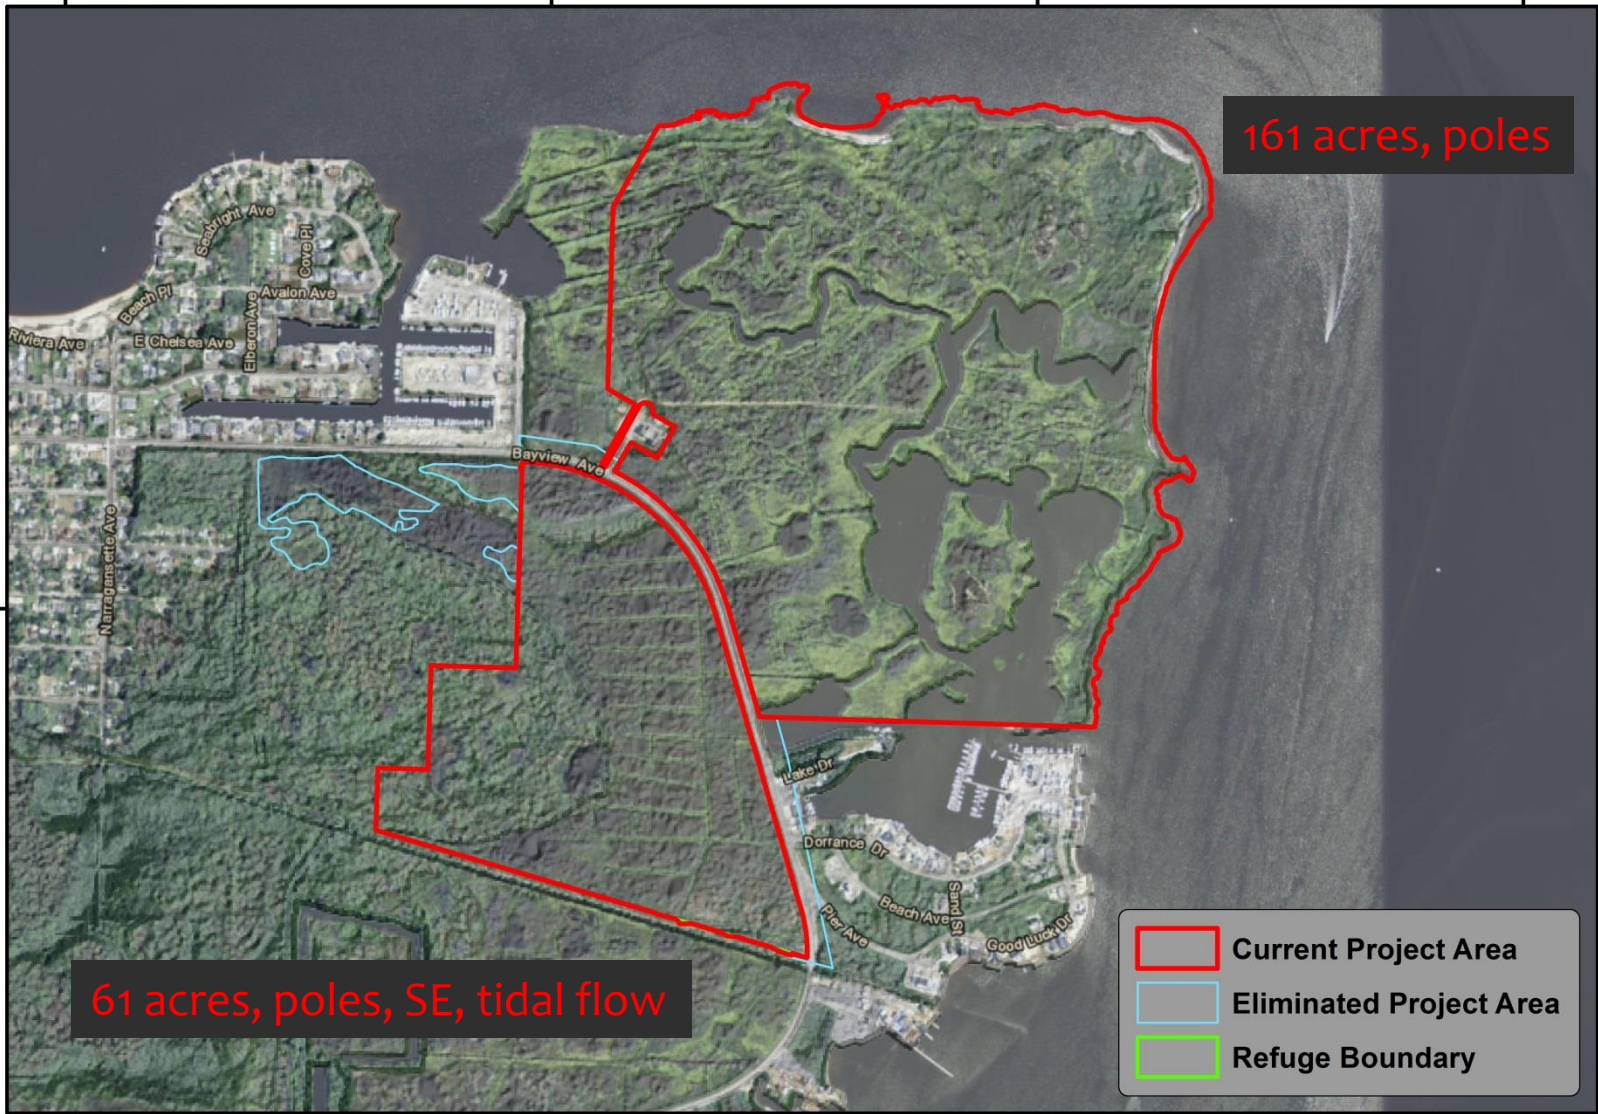 161 acres, poles
Seabright Ave
Cove Pl
Beach Pl
Avalon Ave
Elberon Ave
Riviera Ave
E Chelsea Ave
Bayview Ave
Narragansette Ave
Lake Dr
Dorrance Dr
Beach Ave
Sand St
Pier Ave
Good Luck Dr
61 acres, poles, SE, tidal flow
Current Project Area
Eliminated Project Area
Refuge Boundary